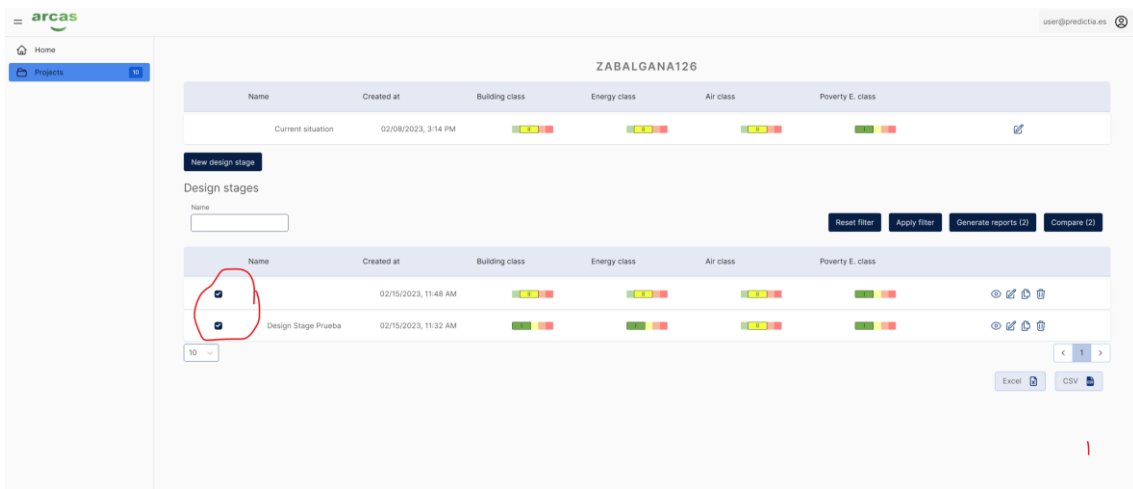 arcas
user@predictia.es
Home
Projects 10
ZABALGANA126
Name Created at Building class Energy class Air class Poverty E. class
Current situation 02/08/2023, 3:14 PM
New design stage
Design stages
Name
Reset filter Apply filter Generate reports (2) Compare (2)
Name Created at Building class Energy class Air class Poverty E. class
02/15/2023, 11:48 AM
Design Stage Prueba 02/15/2023, 11:32 AM
10 < 1 >
Excel CSV